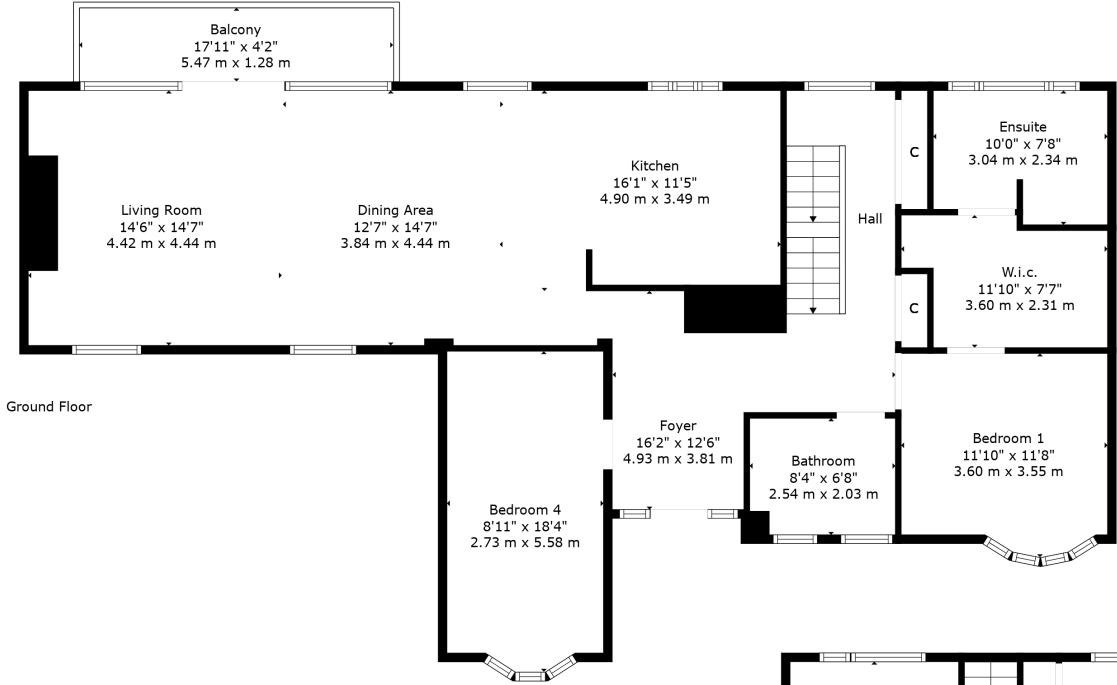 Balcony
17'11" x 4'2"
5.47 m x 1.28 m
Ensuite
10'0" x 7'8"
3.04 m x 2.34 m
C
Kitchen
16'1" x 11'5"
4.90 m x 3.49 m
Living Room
14'6" x 14'7"
4.42 m x 4.44 m
Dining Area
12'7" x 14'7"
3.84 m x 4.44 m
Hall
W.i.c.
11'10" x 7'7"
3.60 m x 2.31 m
C
Ground Floor
Foyer
16'2" x 12'6"
4.93 m x 3.81 m
Bedroom 1
11'10" x 11'8"
3.60 m x 3.55 m
Bathroom
8'4" x 6'8"
2.54 m x 2.03 m
Bedroom 4
8'11" x 18'4"
2.73 m x 5.58 m